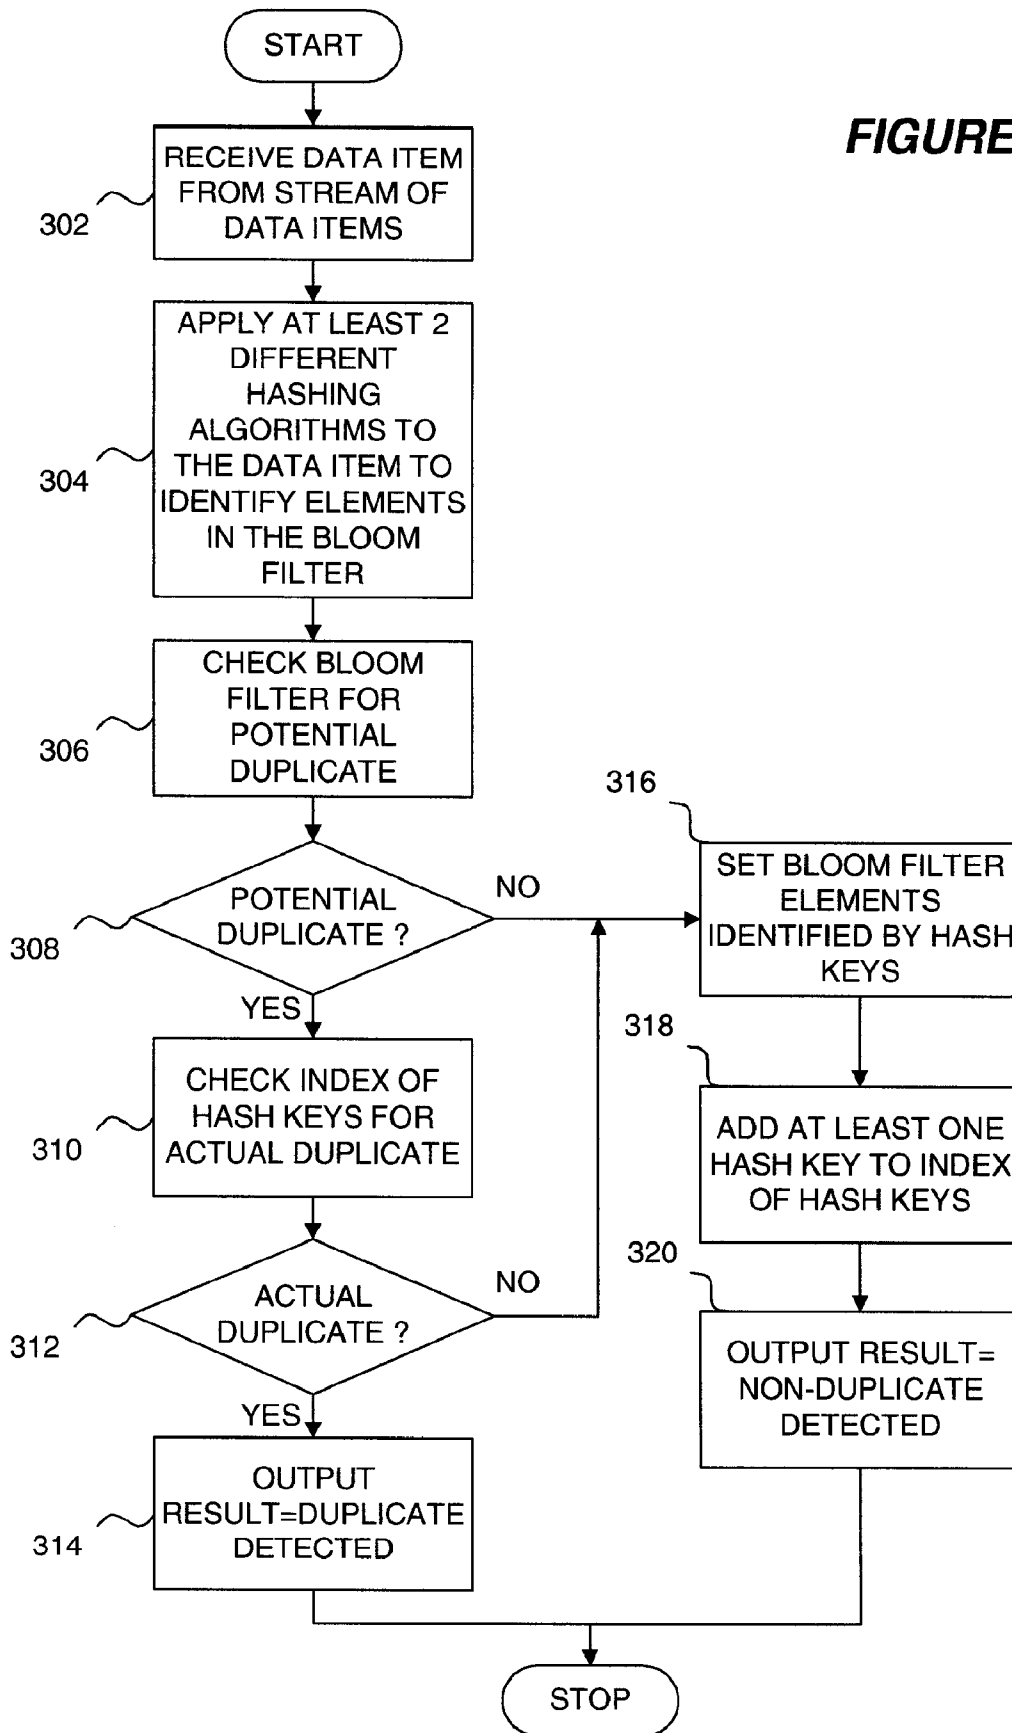 START
FIGURE
302
RECEIVE DATA ITEM
FROM STREAM OF
DATA ITEMS
304
APPLY AT LEAST 2
DIFFERENT
HASHING
ALGORITHMS TO
THE DATA ITEM TO
IDENTIFY ELEMENTS
IN THE BLOOM
FILTER
306
CHECK BLOOM
FILTER FOR
POTENTIAL
DUPLICATE
308
POTENTIAL
DUPLICATE ?
NO
YES
310
CHECK INDEX OF
HASH KEYS FOR
ACTUAL DUPLICATE
312
ACTUAL
DUPLICATE ?
NO
YES
314
OUTPUT
RESULT=DUPLICATE
DETECTED
316
SET BLOOM FILTER
ELEMENTS
IDENTIFIED BY HASH
KEYS
318
ADD AT LEAST ONE
HASH KEY TO INDEX
OF HASH KEYS
320
OUTPUT RESULT=
NON-DUPLICATE
DETECTED
STOP